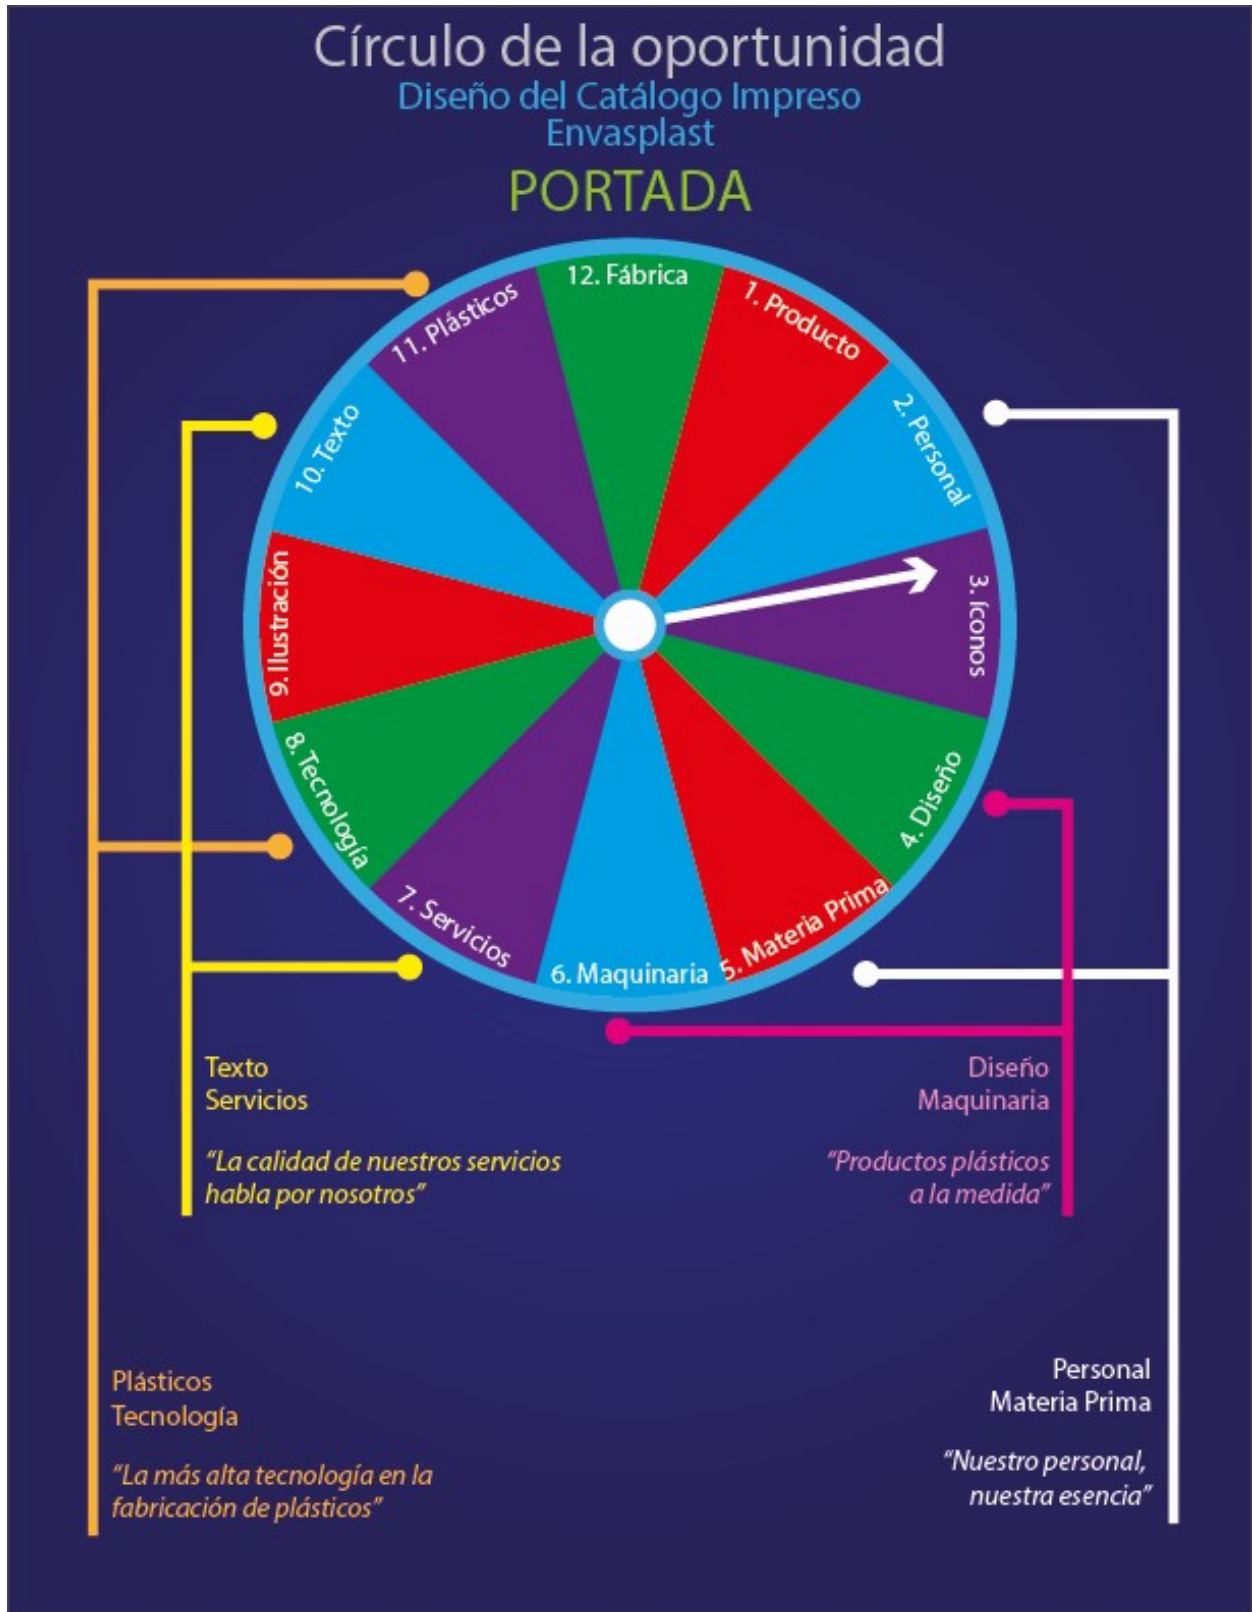 Círculo de la oportunidad
Diseño del Catálogo Impreso
Envasplast
PORTADA
12. Fábrica
1. Producto
2. Personal
3. Íconos
4. Diseño
5. Materia Prima
6. Maquinaria
7. Servicios
8. Tecnología
9. Ilustración
10. Texto
11. Plásticos
Texto
Servicios
“La calidad de nuestros servicios
habla por nosotros”
Diseño
Maquinaria
“Productos plásticos
a la medida”
Plásticos
Tecnología
“La más alta tecnología en la
fabricación de plásticos”
Personal
Materia Prima
“Nuestro personal,
nuestra esencia”